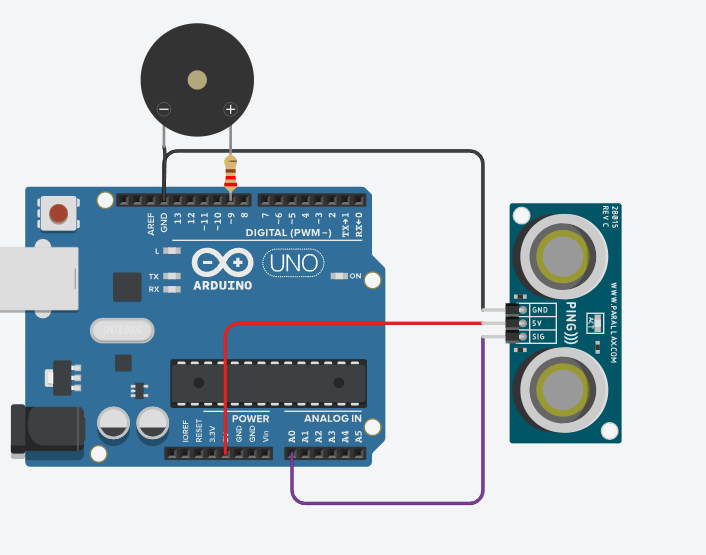 AREF
GND
13
12
~11
~10
~9
8
7
~6
~5
4
~3
2
TX→1
RX←0
DIGITAL (PWM~)
L
TX
RX
ARDUINO
UNO
ON
POWER
ANALOG IN
IOREF
RESET
3.3V
GND
GND
Vin
A0
A1
A2
A3
A4
A5
28015
REV C
GND
5V
SIG
PING)))
WWW.PARALLAX.COM